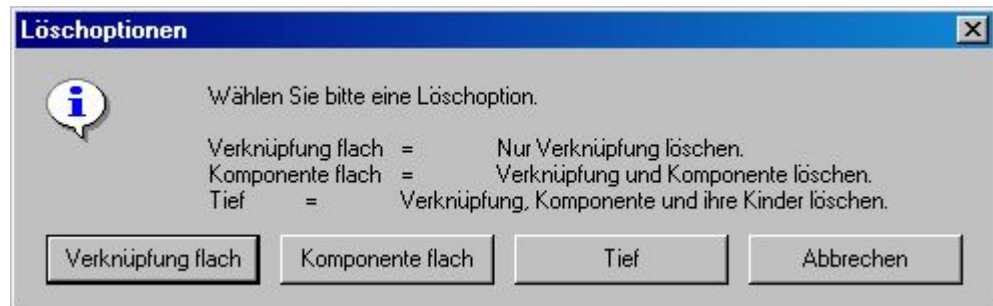 Löschoptionen
Wählen Sie bitte eine Löschoption.
Verknüpfung flach = Nur Verknüpfung löschen.
Komponente flach = Verknüpfung und Komponente löschen.
Tief = Verknüpfung, Komponente und ihre Kinder löschen.
Verknüpfung flach Komponente flach Tief Abbrechen